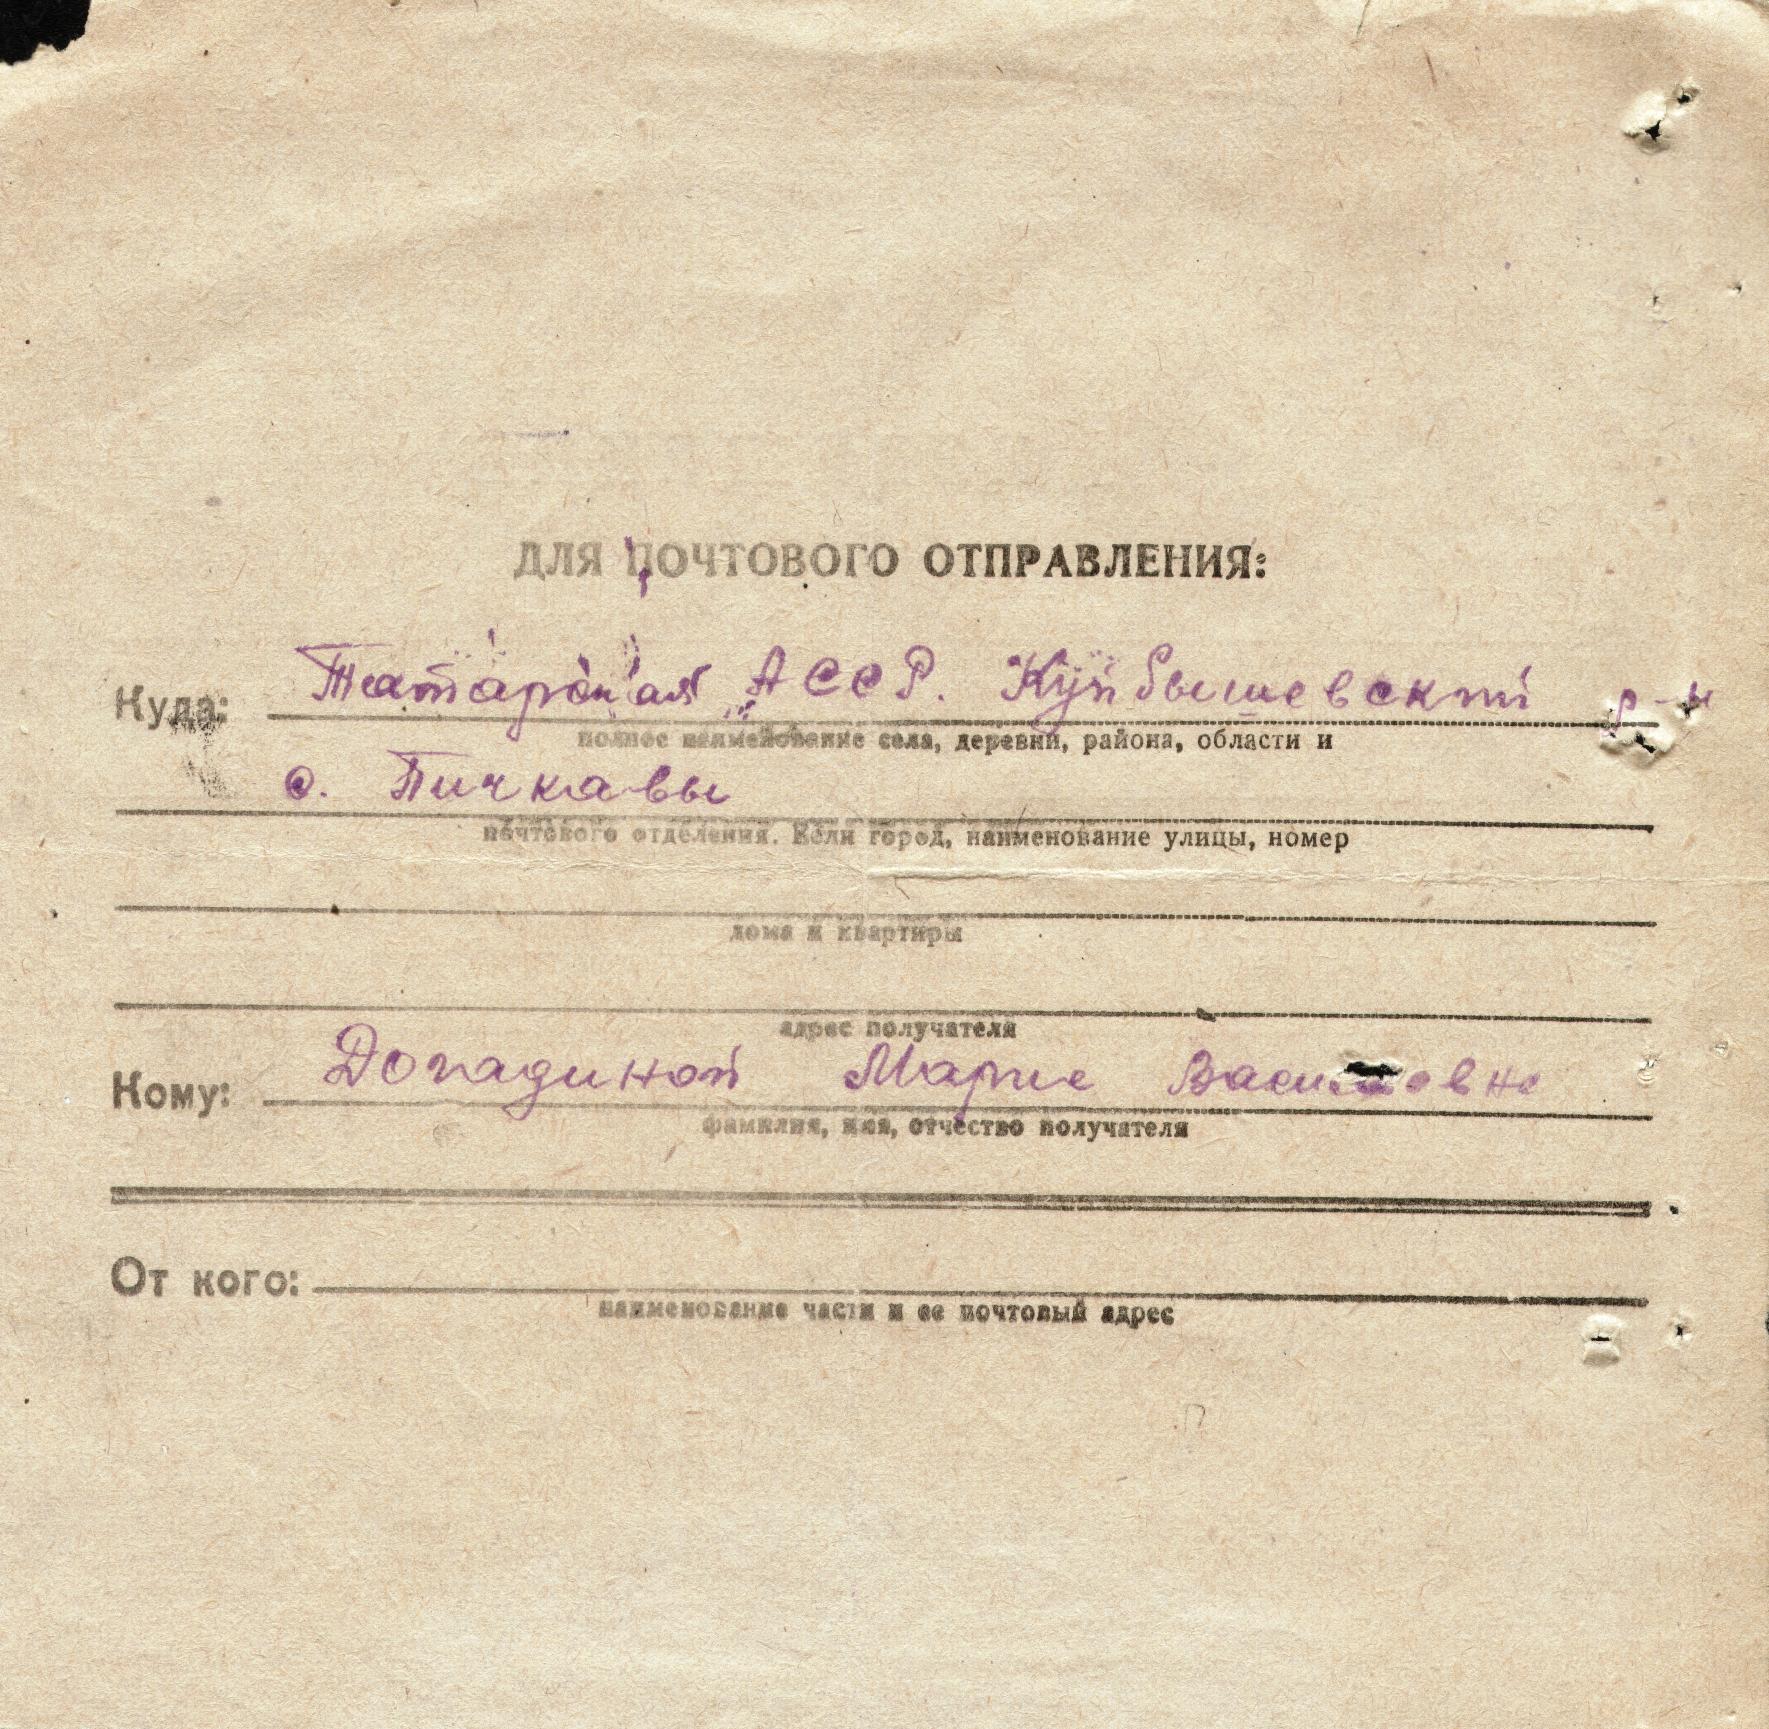 ДЛЯ ПОЧТОВОГО ОТПРАВЛЕНИЯ:
Куда: Татарская АССР. Куйбышевский р-н
полное наименование села, деревни, района, области и
с. Пичкавы
почтового отделения. Если город, наименование улицы, номер
дома и квартиры
адрес получателя
Кому: Догадиной Марие Василовне
фамилия, имя, отчество получателя
От кого:
наименование части и ее почтовый адрес